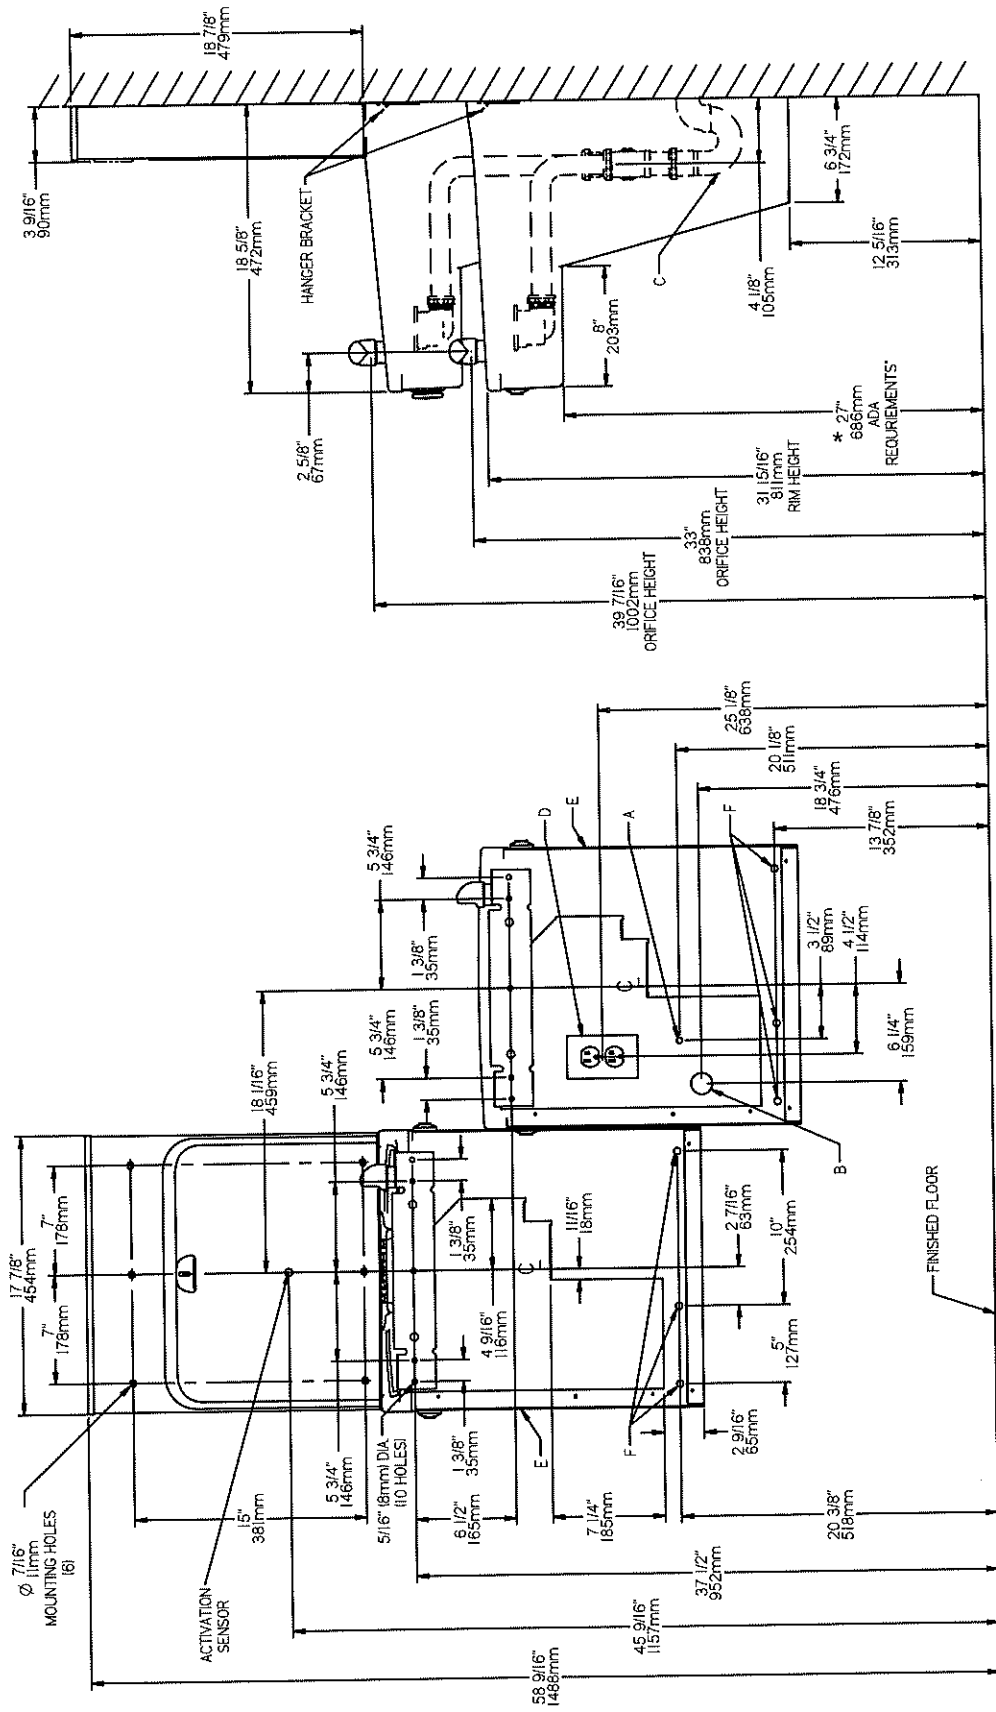 3 9/16"
90mm
18 7/8"
479mm
18 5/8"
472mm
HANGER BRACKET
2 5/8"
67mm
8"
203mm
C
4 1/8"
105mm
6 3/4"
172mm
12 5/16"
313mm
* 27"
686mm
ADA
REQURIEMENTS"
31 15/16"
811mm
RIM HEIGHT
33"
838mm
ORIFICE HEIGHT
39 7/16"
1002mm
ORIFICE HEIGHT
25 1/8"
638mm
20 1/8"
511mm
18 3/4"
476mm
13 7/8"
352mm
D
E
A
F
5 3/4"
146mm
1 3/8"
35mm
5 3/4"
146mm
1 3/8"
35mm
18 1/16"
459mm
5 3/4"
146mm
3 1/2"
89mm
4 1/2"
114mm
6 1/4"
159mm
B
FINISHED FLOOR
17 7/8"
454mm
7"
178mm
7"
178mm
Ø 7/16"
11mm
MOUNTING HOLES
(6)
15"
381mm
ACTIVATION
SENSOR
5 3/4"
146mm
5/16" (8mm) DIA.
(10 HOLES)
1 3/8"
35mm
1 3/8"
35mm
4 9/16"
116mm
11/16"
18mm
2 7/16"
63mm
10"
254mm
5"
127mm
E
F
2 9/16"
65mm
6 1/2"
165mm
7 1/4"
185mm
20 3/8"
518mm
37 1/2"
952mm
45 9/16"
1157mm
58 9/16"
1488mm
CL
CL